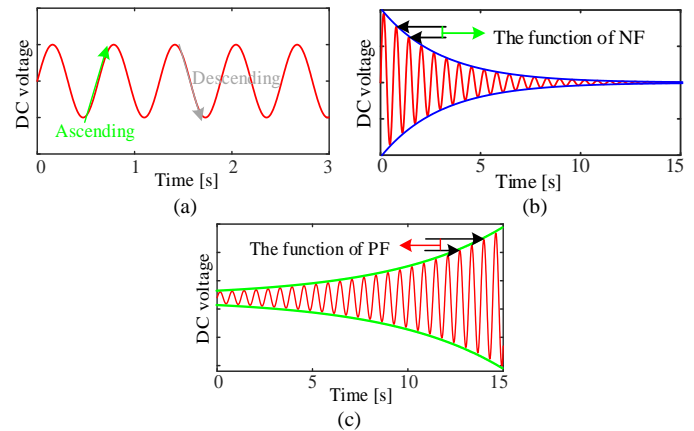 DC voltage
Ascending
Descending
0
1
2
3
Time [s]
(a)
DC voltage
The function of NF
0
5
10
15
Time [s]
(b)
DC voltage
The function of PF
0
5
10
15
Time [s]
(c)